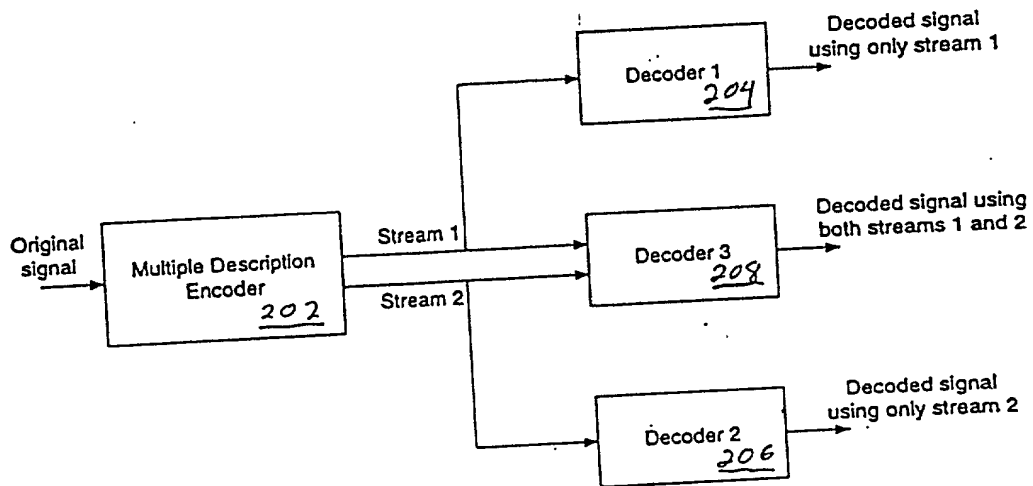 Decoded signal
using only stream 1
Decoder 1
204
Original
signal
Multiple Description
Encoder
202
Stream 1
Stream 2
Decoder 3
208
Decoded signal using
both streams 1 and 2
Decoder 2
206
Decoded signal
using only stream 2